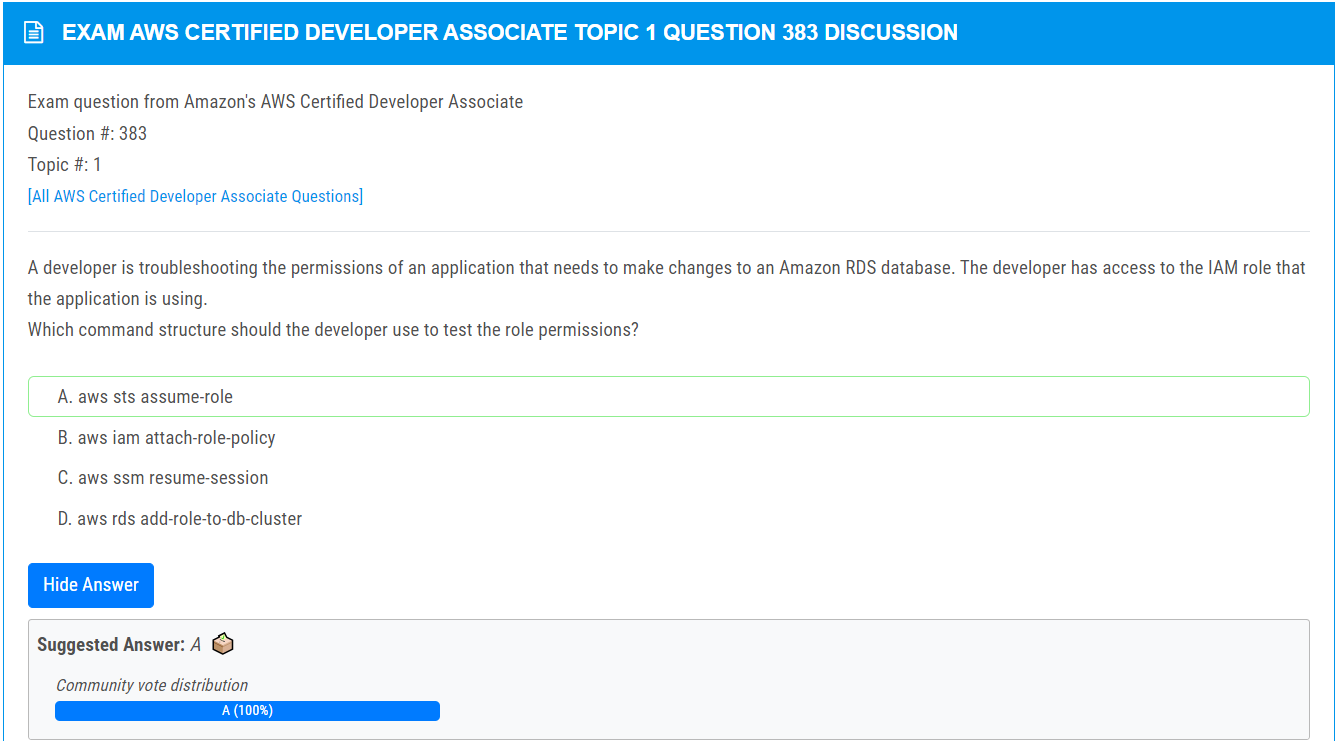 EXAM AWS CERTIFIED DEVELOPER ASSOCIATE TOPIC 1 QUESTION 383 DISCUSSION
Exam question from Amazon's AWS Certified Developer Associate
Question #: 383
Topic #: 1
[All AWS Certified Developer Associate Questions]
A developer is troubleshooting the permissions of an application that needs to make changes to an Amazon RDS database. The developer has access to the IAM role that
the application is using.
Which command structure should the developer use to test the role permissions?
A. aws sts assume-role
B. aws iam attach-role-policy
C. aws ssm resume-session
D. aws rds add-role-to-db-cluster
Hide Answer
Suggested Answer: A
Community vote distribution
A (100%)